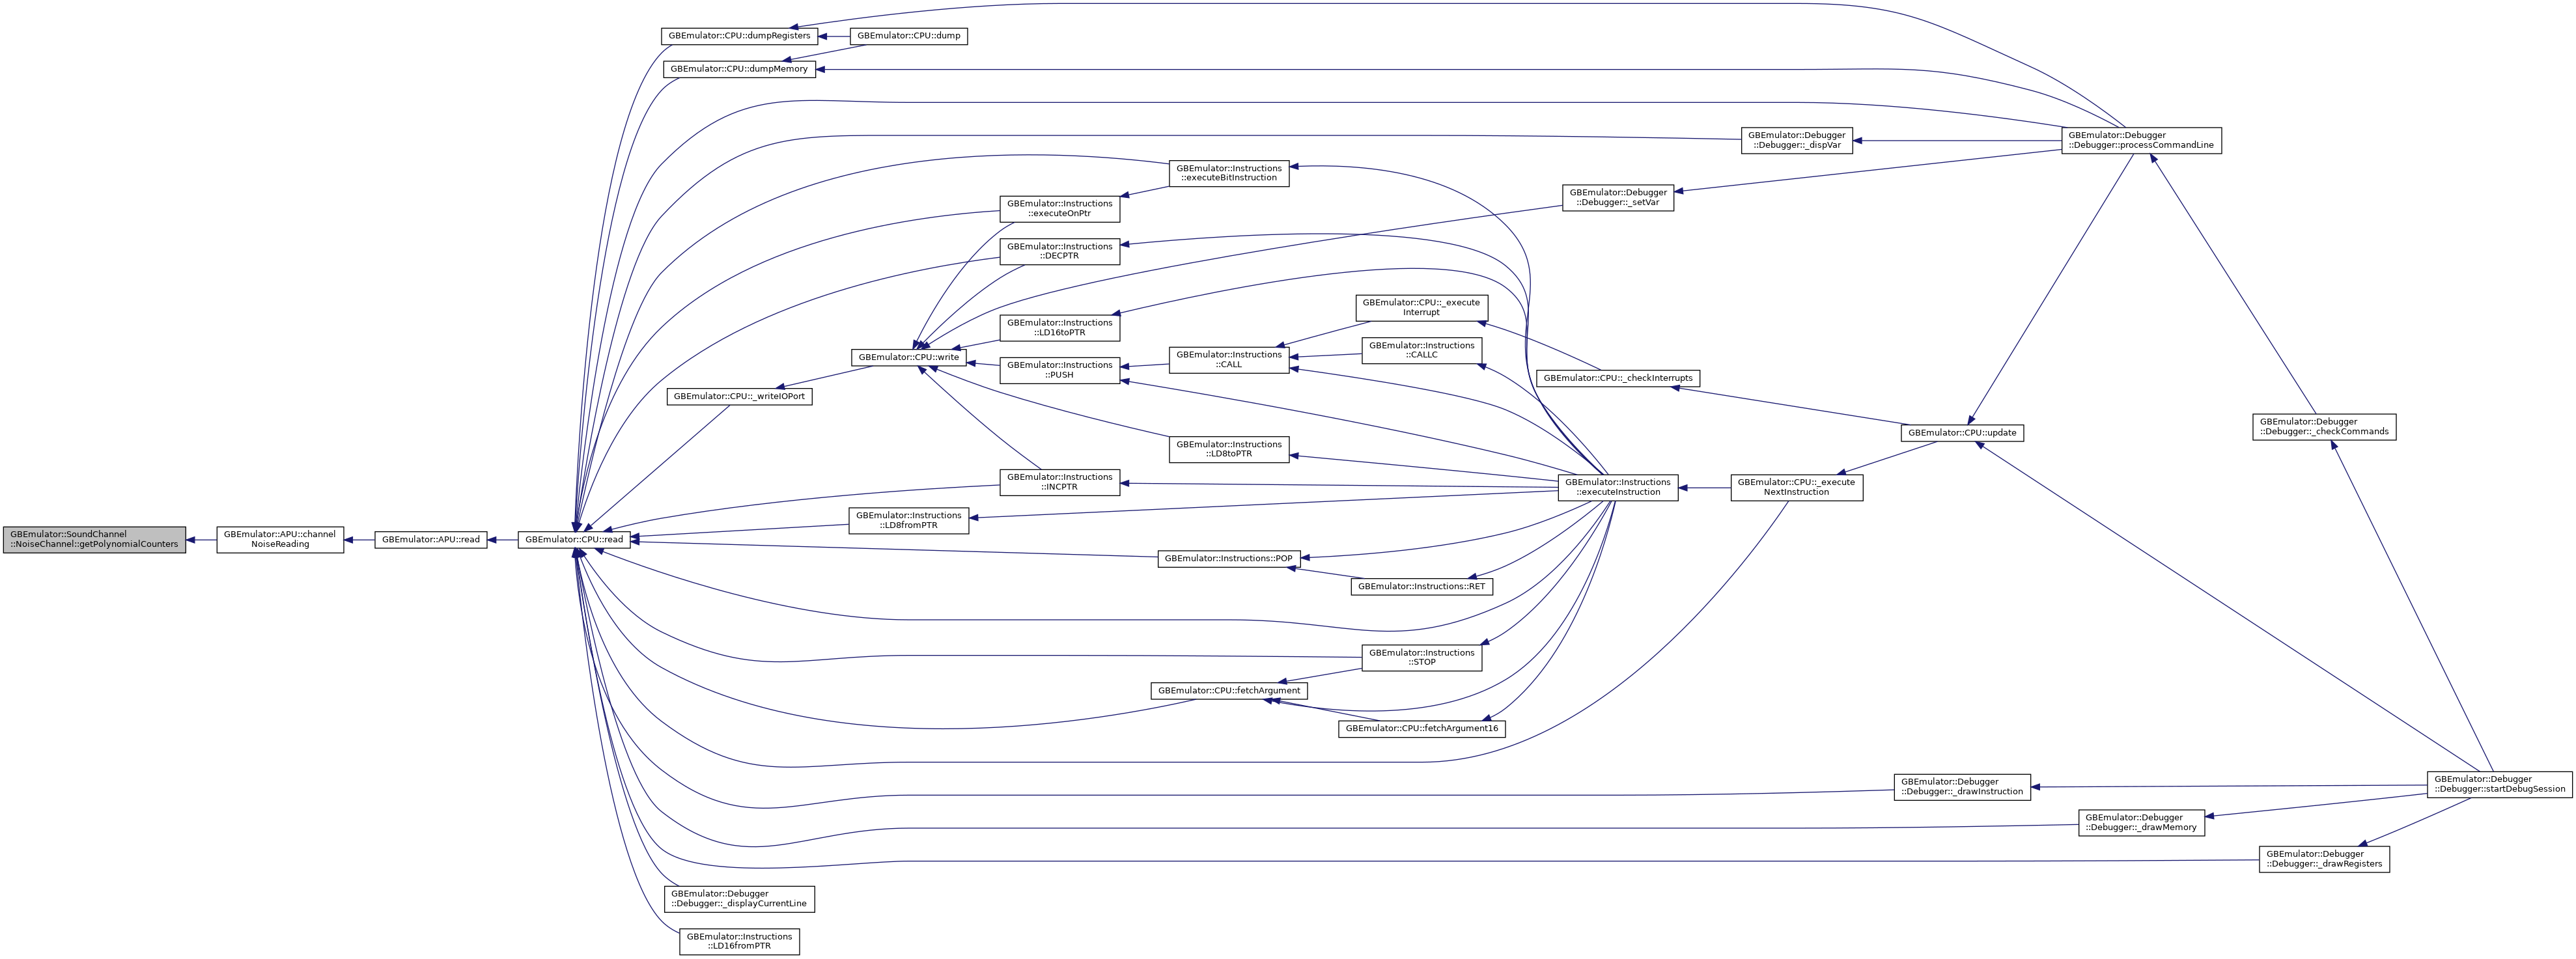 GBEmulator::SoundChannel
::NoiseChannel::getPolynomialCounters
GBEmulator::APU::channel
NoiseReading
GBEmulator::APU::read
GBEmulator::CPU::read
GBEmulator::CPU::dumpRegisters
GBEmulator::CPU::dump
GBEmulator::CPU::dumpMemory
GBEmulator::Debugger
::Debugger::processCommandLine
GBEmulator::Debugger
::Debugger::_dispVar
GBEmulator::Instructions
::executeBitInstruction
GBEmulator::Debugger
::Debugger::_setVar
GBEmulator::Instructions
::executeOnPtr
GBEmulator::Instructions
::DECPTR
GBEmulator::CPU::_execute
Interrupt
GBEmulator::Instructions
::LD16toPTR
GBEmulator::Instructions
::CALLC
GBEmulator::CPU::write
GBEmulator::Instructions
::CALL
GBEmulator::Instructions
::PUSH
GBEmulator::CPU::_checkInterrupts
GBEmulator::CPU::_writeIOPort
GBEmulator::Debugger
::Debugger::_checkCommands
GBEmulator::CPU::update
GBEmulator::Instructions
::LD8toPTR
GBEmulator::Instructions
::INCPTR
GBEmulator::Instructions
::executeInstruction
GBEmulator::CPU::_execute
NextInstruction
GBEmulator::Instructions
::LD8fromPTR
GBEmulator::Instructions::POP
GBEmulator::Instructions::RET
GBEmulator::Instructions
::STOP
GBEmulator::CPU::fetchArgument
GBEmulator::CPU::fetchArgument16
GBEmulator::Debugger
::Debugger::_drawInstruction
GBEmulator::Debugger
::Debugger::startDebugSession
GBEmulator::Debugger
::Debugger::_drawMemory
GBEmulator::Debugger
::Debugger::_drawRegisters
GBEmulator::Debugger
::Debugger::_displayCurrentLine
GBEmulator::Instructions
::LD16fromPTR